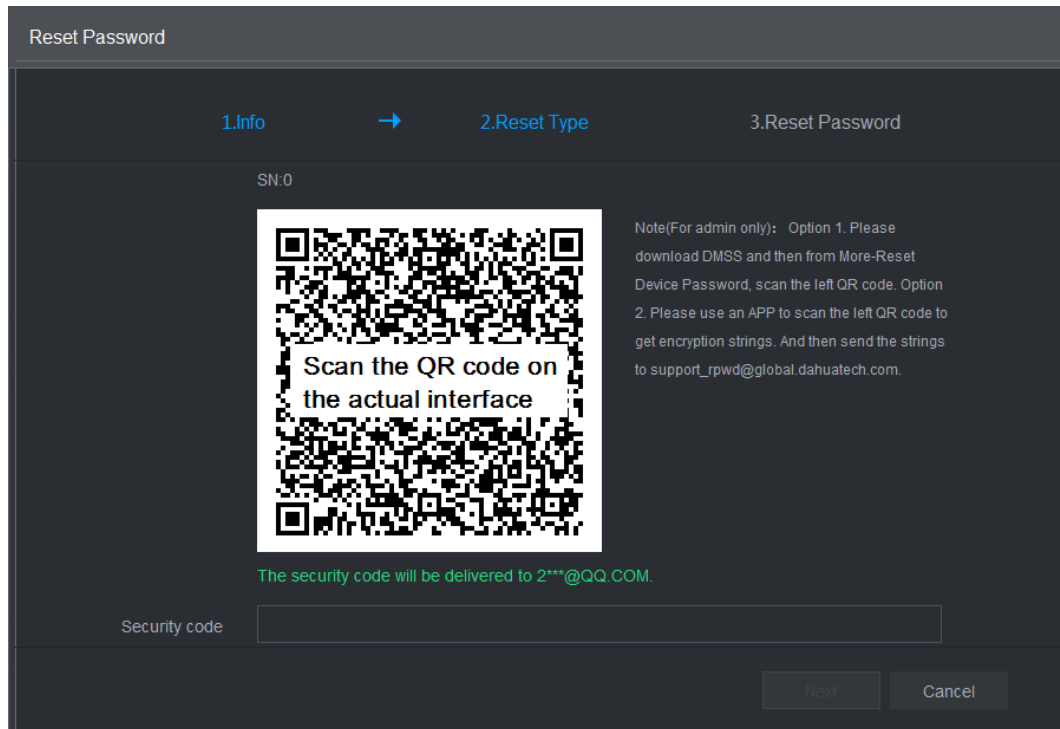 Reset Password
1.Info → 2.Reset Type 3.Reset Password
SN:0
Note(For admin only)： Option 1. Please
download DMSS and then from More-Reset
Device Password, scan the left QR code. Option
2. Please use an APP to scan the left QR code to
get encryption strings. And then send the strings
to support_rpwd@global.dahuatech.com.
Scan the QR code on
the actual interface
The security code will be delivered to 2***@QQ.COM.
Security code
Next Cancel